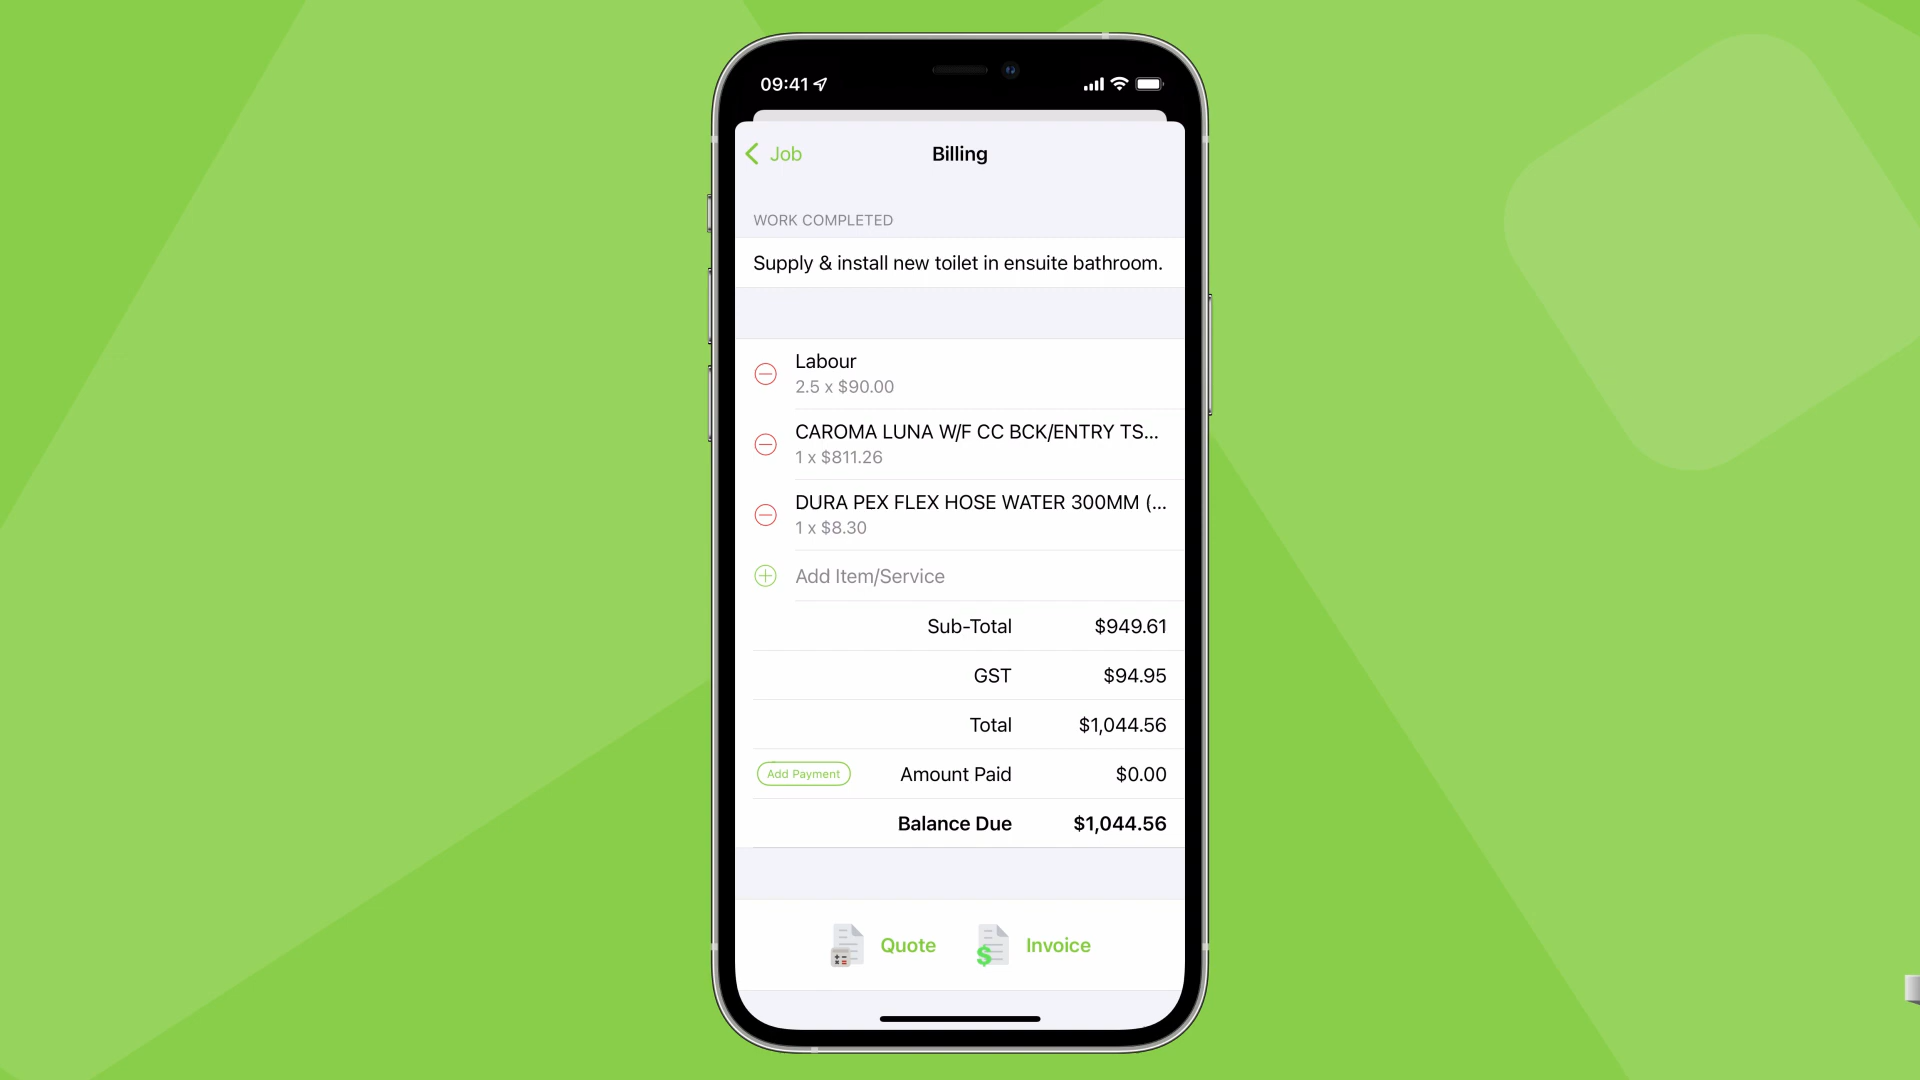 09:41
Job
Billing
WORK COMPLETED
Supply & install new toilet in ensuite bathroom.
Labour
2.5 x $90.00
CAROMA LUNA W/F CC BCK/ENTRY TS...
1 x $811.26
DURA PEX FLEX HOSE WATER 300MM (...
1 x $8.30
Add Item/Service
Sub-Total $949.61
GST $94.95
Total $1,044.56
Add Payment Amount Paid $0.00
Balance Due $1,044.56
Quote Invoice